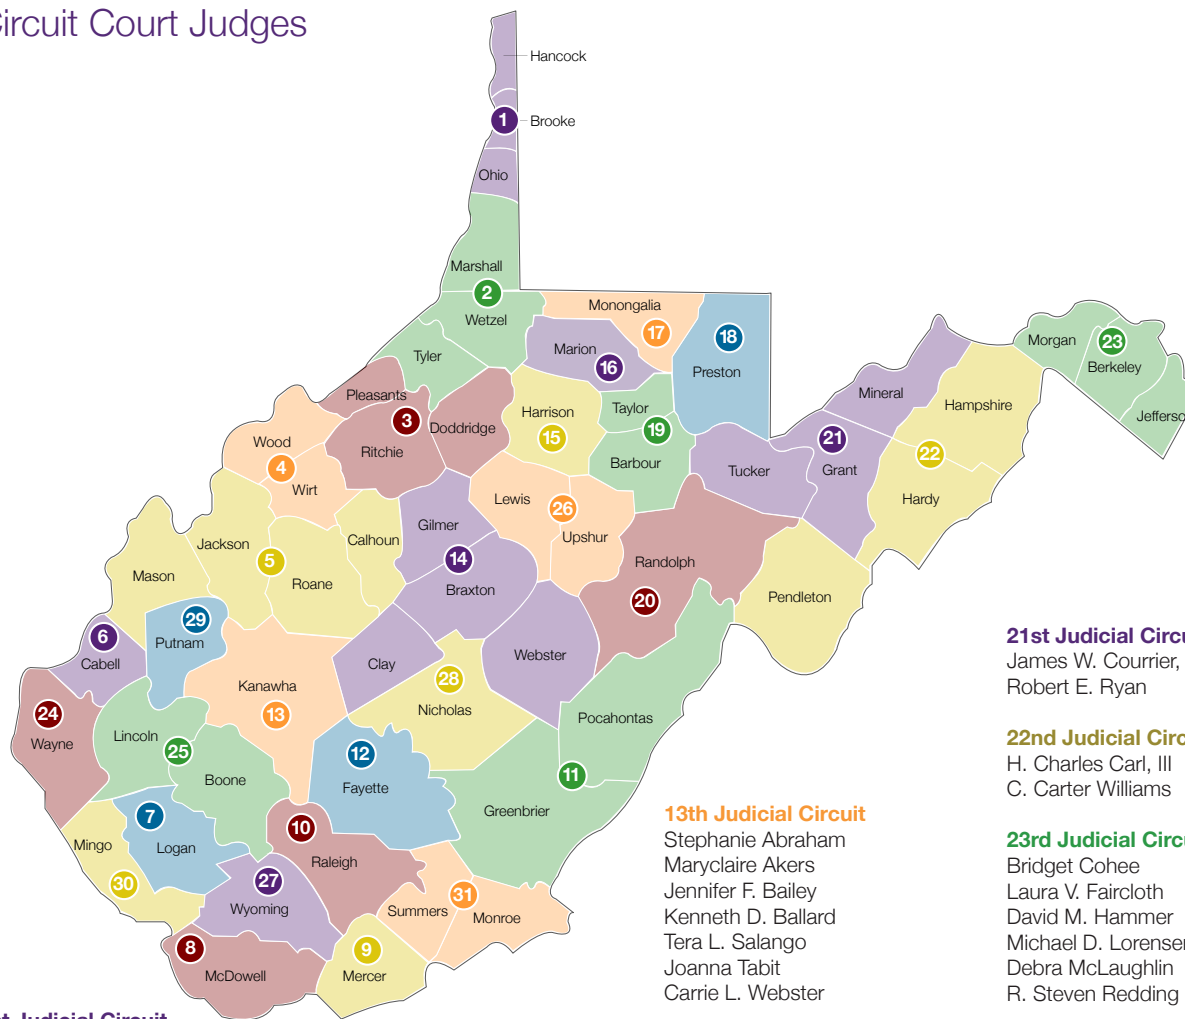 Circuit Court Judges
Hancock
1
Brooke
Ohio
Marshall
2
Wetzel
Monongalia
17
18
Marion
16
Preston
Tyler
Morgan
23
Berkeley
Jefferso
Mineral
Hampshire
Pleasants
3
Doddridge
Ritchie
Harrison
15
Taylor
19
Barbour
Wood
4
Wirt
21
Grant
22
Hardy
Tucker
Lewis
26
Upshur
Gilmer
14
Braxton
Calhoun
Jackson
5
Roane
Randolph
20
Pendleton
Mason
29
Putnam
6
Cabell
Clay
Webster
28
Nicholas
Kanawha
13
Pocahontas
24
Wayne
Lincoln
25
Boone
12
Fayette
11
Greenbrier
7
Logan
10
Raleigh
Mingo
30
27
Wyoming
31
Summers
Monroe
8
McDowell
9
Mercer
13th Judicial Circuit
Stephanie Abraham
Maryclaire Akers
Jennifer F. Bailey
Kenneth D. Ballard
Tera L. Salango
Joanna Tabit
Carrie L. Webster
21st Judicial Circu
James W. Courrier,
Robert E. Ryan
22nd Judicial Circ
H. Charles Carl, III
C. Carter Williams
23rd Judicial Circu
Bridget Cohee
Laura V. Faircloth
David M. Hammer
Michael D. Lorensen
Debra McLaughlin
R. Steven Redding
t Judicial Circuit